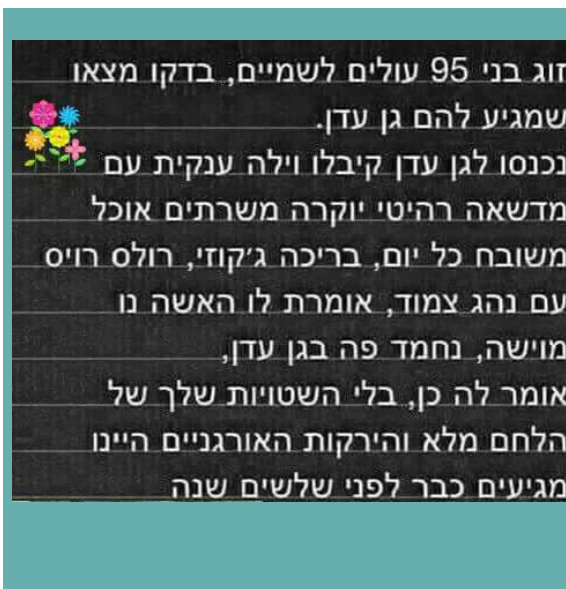 זוג בני 95 עולים לשמיים, בדקו מצאו
שמגיע להם גן עדן.
נכנסו לגן עדן קיבלו וילה ענקית עם
מדשאה רהיטי יוקרה משרתים אוכל
משובח כל יום, בריכה ג׳קוזי, רולס רויס
עם נהג צמוד, אומרת לו האשה נו
מוישה, נחמד פה בגן עדן,
אומר לה כן, בלי השטויות שלך של
הלחם מלא והירקות האורגניים היינו
מגיעים כבר לפני שלשים שנה